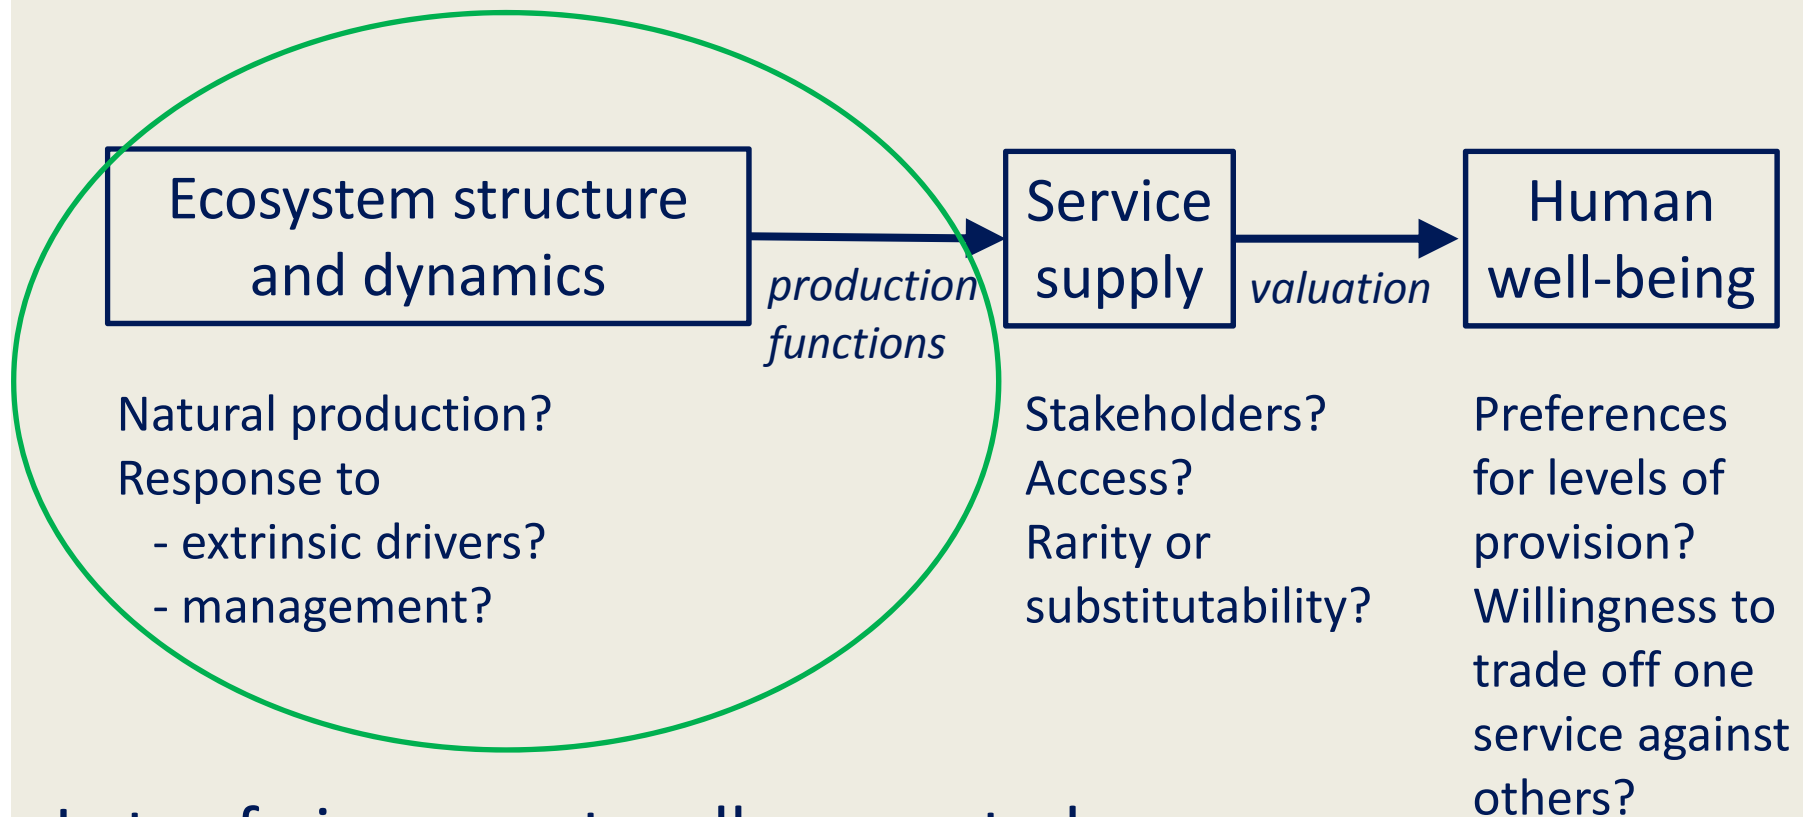 Ecosystem structure
and dynamics
production
functions
Service
supply
valuation
Human
well-being
Natural production?
Response to
- extrinsic drivers?
- management?
Stakeholders?
Access?
Rarity or
substitutability?
Preferences
for levels of
provision?
Willingness to
trade off one
service against
others?